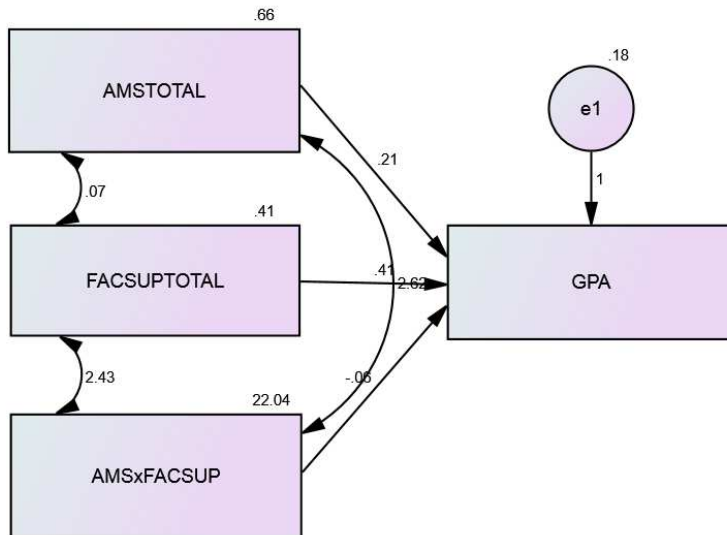 .66
AMSTOTAL
.18
e1
.21
.07
1
.41
FACSUPTOTAL
.41
2.62
GPA
2.43
-.06
22.04
AMSxFACSUP